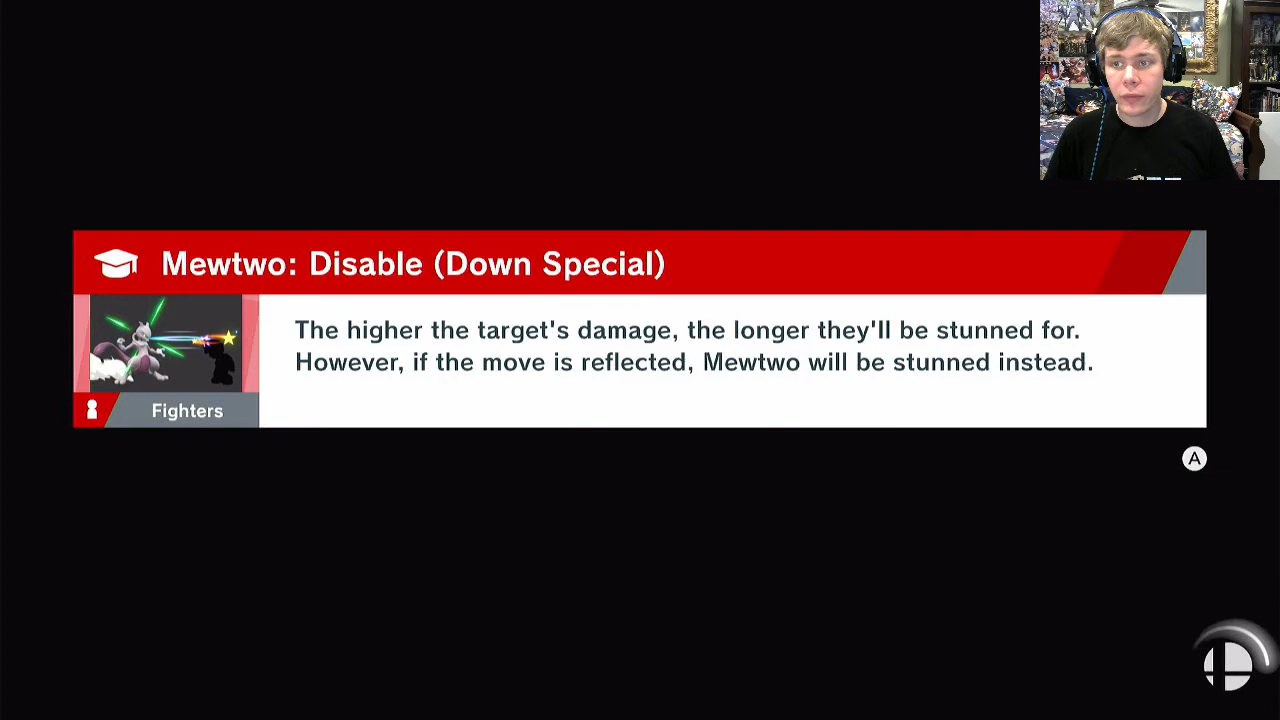 Mewtwo: Disable (Down Special)
The higher the target's damage, the longer they'll be stunned for.
However, if the move is reflected, Mewtwo will be stunned instead.
Fighters
A